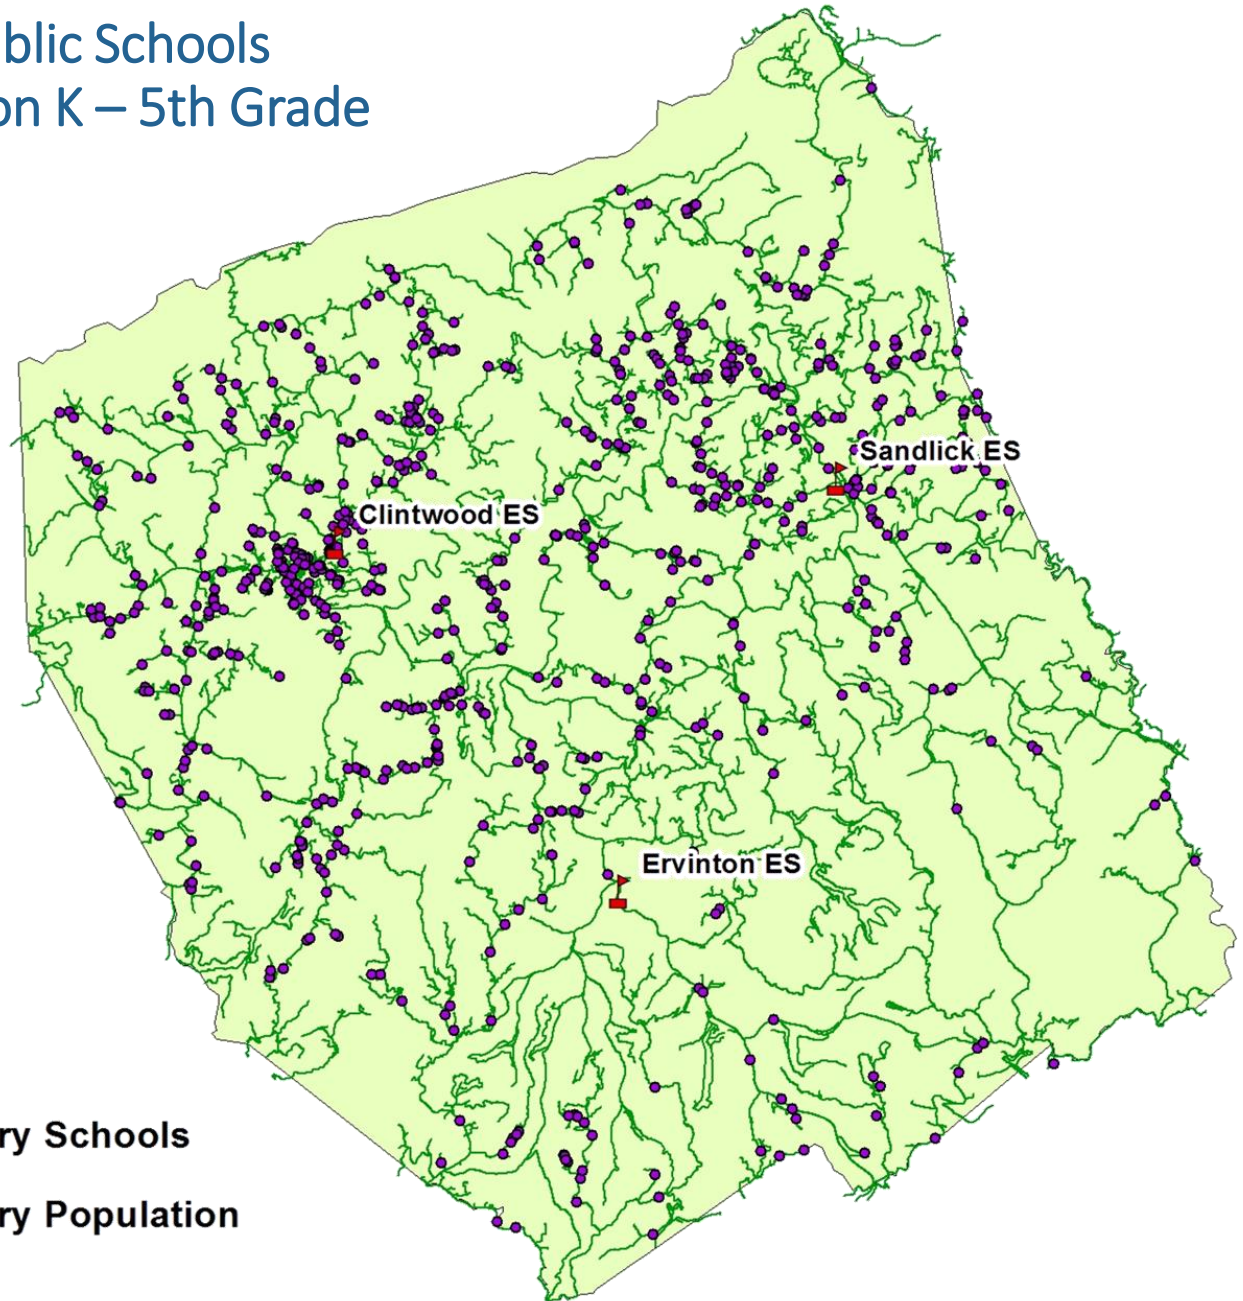 blic Schools
on K – 5th Grade
Sandlick ES
Clintwood ES
Ervinton ES
ry Schools
ry Population